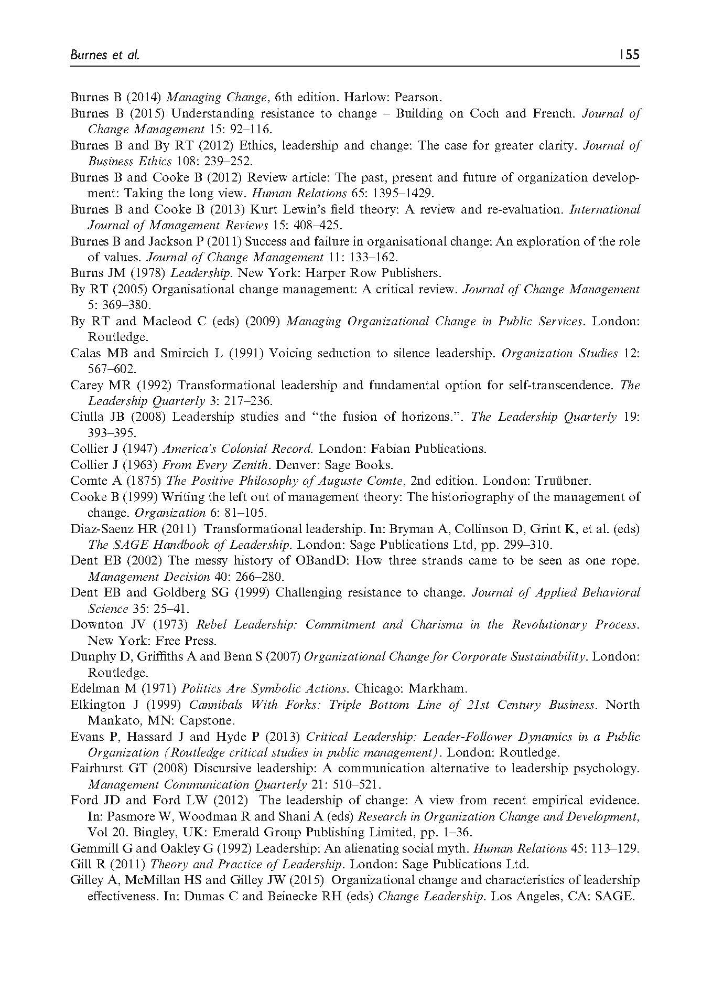 Burnes et al. 155
Burnes B (2014) Managing Change, 6th edition. Harlow: Pearson.
Burnes B (2015) Understanding resistance to change – Building on Coch and French. Journal of
Change Management 15: 92–116.
Burnes B and By RT (2012) Ethics, leadership and change: The case for greater clarity. Journal of
Business Ethics 108: 239–252.
Burnes B and Cooke B (2012) Review article: The past, present and future of organization develop-
ment: Taking the long view. Human Relations 65: 1395–1429.
Burnes B and Cooke B (2013) Kurt Lewin’s field theory: A review and re-evaluation. International
Journal of Management Reviews 15: 408–425.
Burnes B and Jackson P (2011) Success and failure in organisational change: An exploration of the role
of values. Journal of Change Management 11: 133–162.
Burns JM (1978) Leadership. New York: Harper Row Publishers.
By RT (2005) Organisational change management: A critical review. Journal of Change Management
5: 369–380.
By RT and Macleod C (eds) (2009) Managing Organizational Change in Public Services. London:
Routledge.
Calas MB and Smircich L (1991) Voicing seduction to silence leadership. Organization Studies 12:
567–602.
Carey MR (1992) Transformational leadership and fundamental option for self-transcendence. The
Leadership Quarterly 3: 217–236.
Ciulla JB (2008) Leadership studies and ‘‘the fusion of horizons.’’. The Leadership Quarterly 19:
393–395.
Collier J (1947) America’s Colonial Record. London: Fabian Publications.
Collier J (1963) From Every Zenith. Denver: Sage Books.
Comte A (1875) The Positive Philosophy of Auguste Comte, 2nd edition. London: Truübner.
Cooke B (1999) Writing the left out of management theory: The historiography of the management of
change. Organization 6: 81–105.
Diaz-Saenz HR (2011) Transformational leadership. In: Bryman A, Collinson D, Grint K, et al. (eds)
The SAGE Handbook of Leadership. London: Sage Publications Ltd, pp. 299–310.
Dent EB (2002) The messy history of OBandD: How three strands came to be seen as one rope.
Management Decision 40: 266–280.
Dent EB and Goldberg SG (1999) Challenging resistance to change. Journal of Applied Behavioral
Science 35: 25–41.
Downton JV (1973) Rebel Leadership: Commitment and Charisma in the Revolutionary Process.
New York: Free Press.
Dunphy D, Griffiths A and Benn S (2007) Organizational Change for Corporate Sustainability. London:
Routledge.
Edelman M (1971) Politics Are Symbolic Actions. Chicago: Markham.
Elkington J (1999) Cannibals With Forks: Triple Bottom Line of 21st Century Business. North
Mankato, MN: Capstone.
Evans P, Hassard J and Hyde P (2013) Critical Leadership: Leader-Follower Dynamics in a Public
Organization (Routledge critical studies in public management). London: Routledge.
Fairhurst GT (2008) Discursive leadership: A communication alternative to leadership psychology.
Management Communication Quarterly 21: 510–521.
Ford JD and Ford LW (2012) The leadership of change: A view from recent empirical evidence.
In: Pasmore W, Woodman R and Shani A (eds) Research in Organization Change and Development,
Vol 20. Bingley, UK: Emerald Group Publishing Limited, pp. 1–36.
Gemmill G and Oakley G (1992) Leadership: An alienating social myth. Human Relations 45: 113–129.
Gill R (2011) Theory and Practice of Leadership. London: Sage Publications Ltd.
Gilley A, McMillan HS and Gilley JW (2015) Organizational change and characteristics of leadership
effectiveness. In: Dumas C and Beinecke RH (eds) Change Leadership. Los Angeles, CA: SAGE.